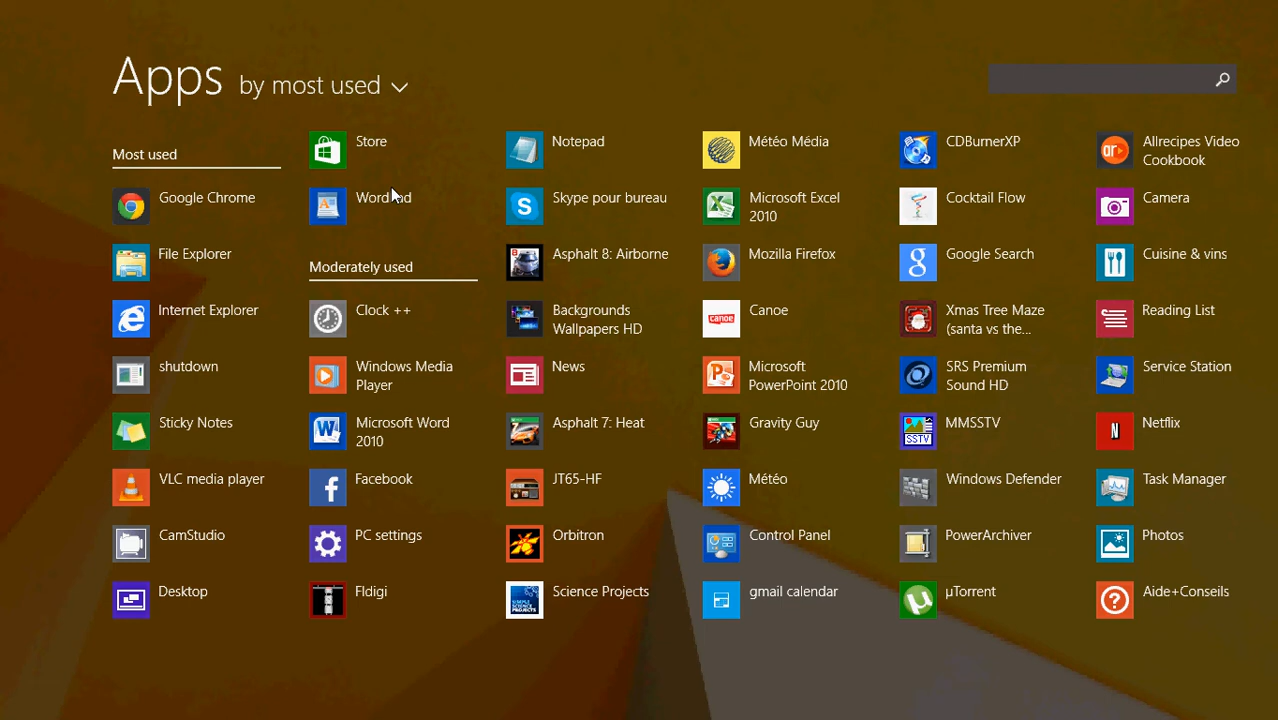 Apps by most used
Most used
Google Chrome
File Explorer
Internet Explorer
shutdown
Sticky Notes
VLC media player
CamStudio
Desktop
Store
Moderately used
Clock ++
Windows Media
Player
Microsoft Word
2010
Facebook
PC settings
Fldigi
Notepad
Skype pour bureau
Asphalt 8: Airborne
Backgrounds
Wallpapers HD
News
Asphalt 7: Heat
JT65-HF
Orbitron
Science Projects
Météo Média
Microsoft Excel
2010
Mozilla Firefox
Canoe
Microsoft
PowerPoint 2010
Gravity Guy
Météo
Control Panel
gmail calendar
CDBurnerXP
Cocktail Flow
Google Search
Xmas Tree Maze
(santa vs the...
SRS Premium
Sound HD
MMSSTV
Windows Defender
PowerArchiver
µTorrent
Allrecipes Video
Cookbook
Camera
Cuisine & vins
Reading List
Service Station
Netflix
Task Manager
Photos
Aide+Conseils